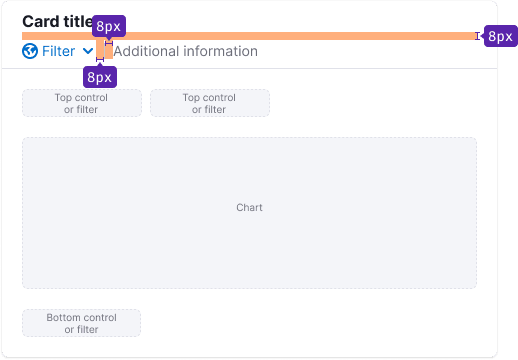 Card title
8px
8px
Filter
Additional information
8px
Top control
or filter
Top control
or filter
Chart
Bottom control
or filter